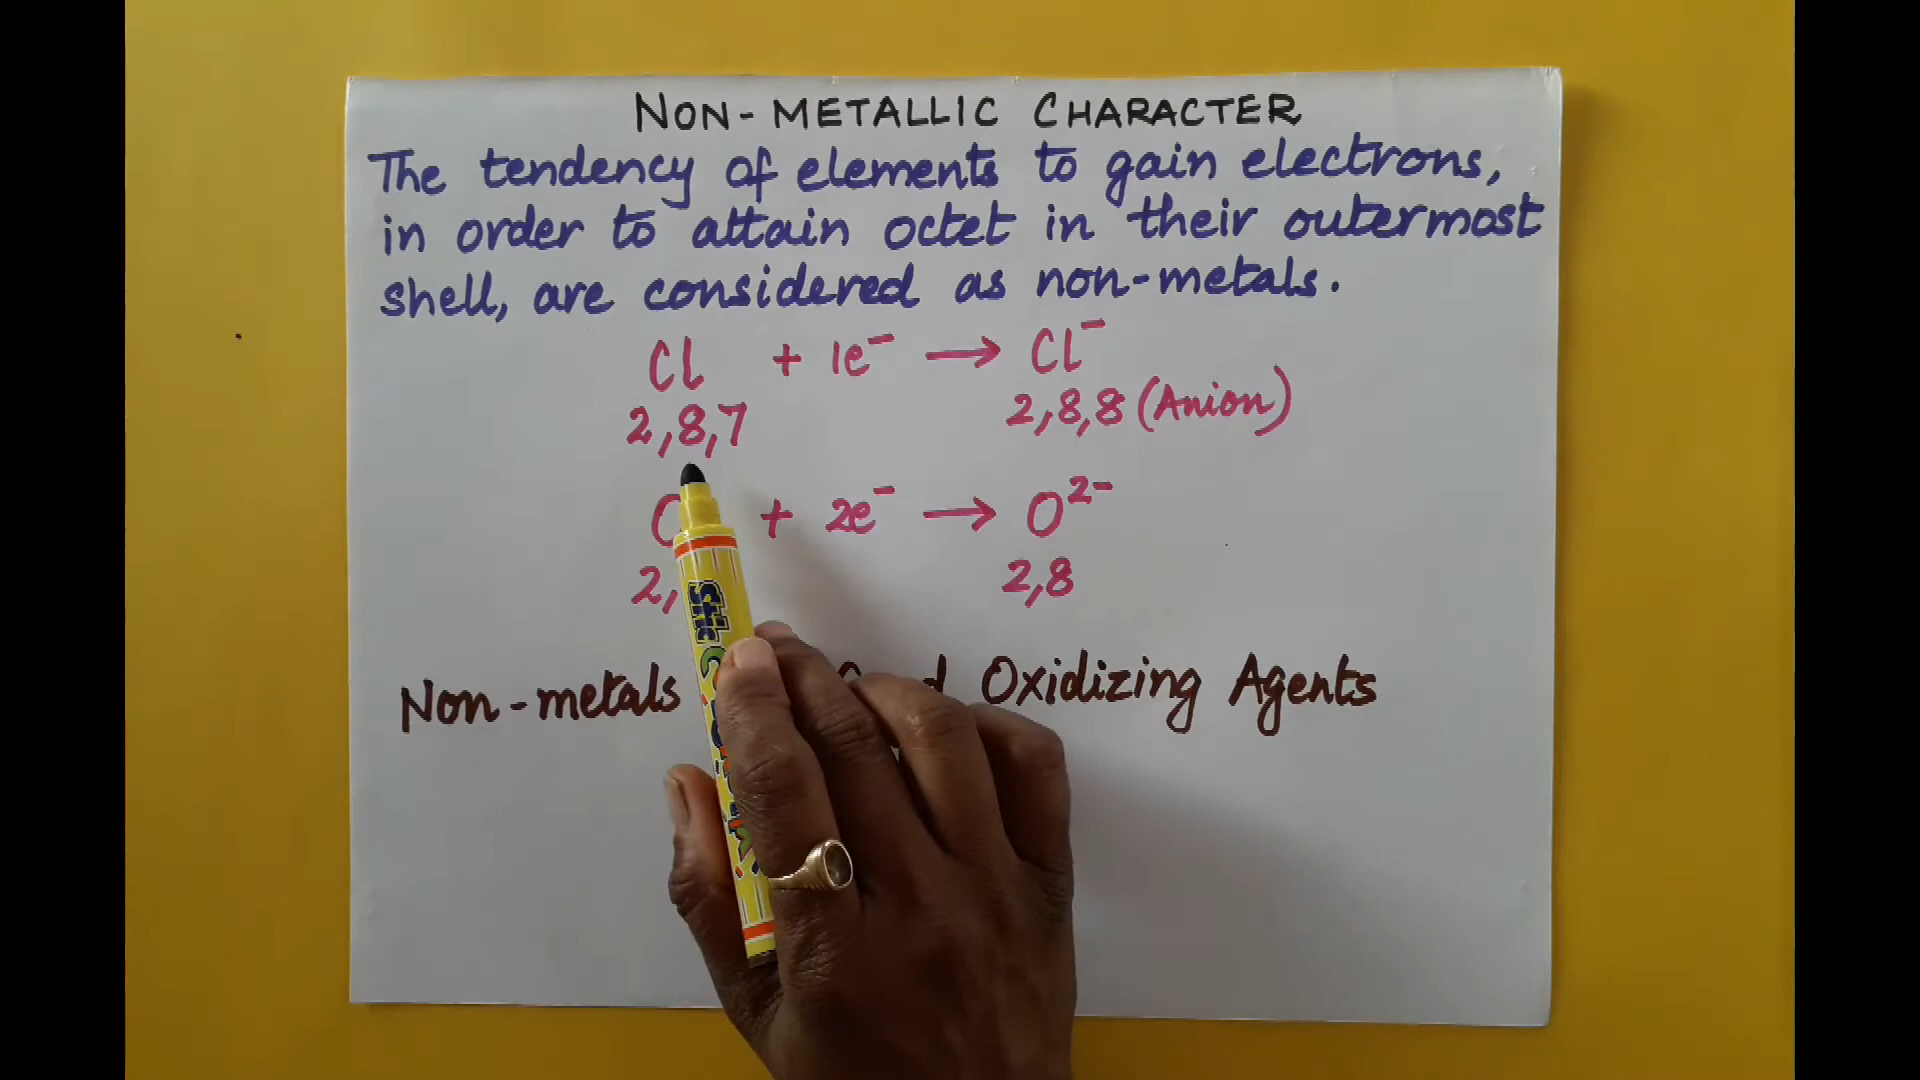 NON-METALLIC CHARACTER
The tendency of elements to gain electrons,
in order to attain octet in their outermost
shell, are considered as non-metals.
Cl + 1e⁻ → Cl⁻
2,8,7 2,8,8 (Anion)
+ 2e⁻ → O²⁻
2, 2,8
Non-metals Oxidizing Agents